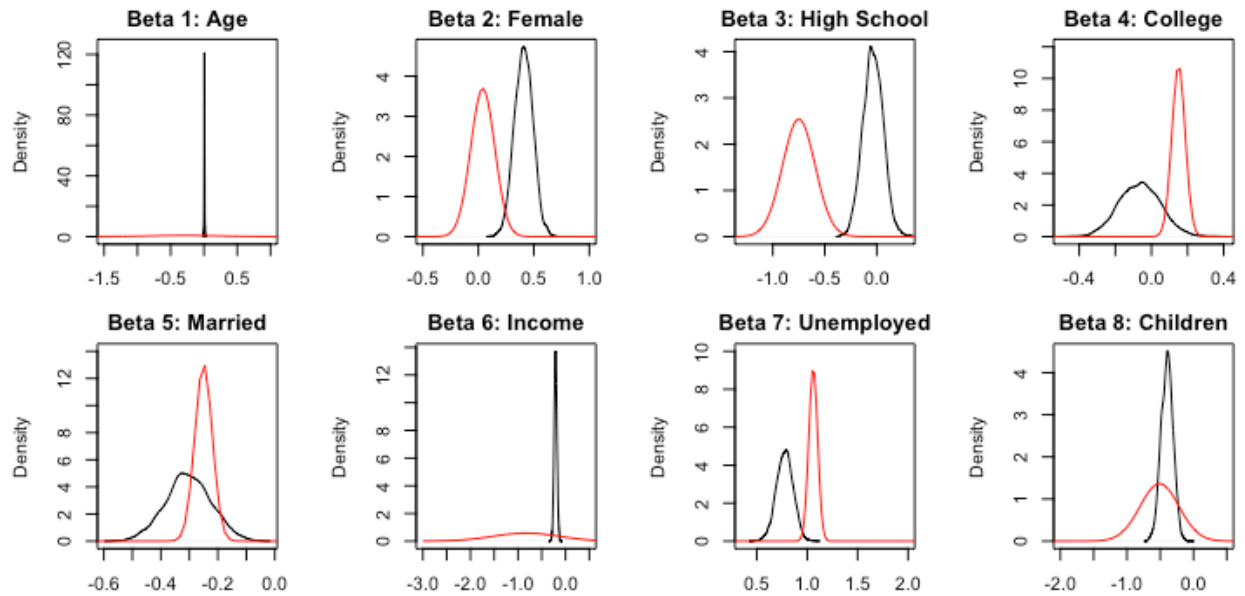 Beta 1: Age
Density
0 40 80 120
-1.5 -0.5 0.5
Beta 2: Female
Density
0 1 2 3 4
-0.5 0.0 0.5 1.0
Beta 3: High School
Density
0 1 2 3 4
-1.0 -0.5 0.0
Beta 4: College
Density
0 2 4 6 8 10
-0.4 0.0 0.4
Beta 5: Married
Density
0 2 4 6 8 12
-0.6 -0.4 -0.2 0.0
Beta 6: Income
Density
0 2 4 6 8 12
-3.0 -2.0 -1.0 0.0
Beta 7: Unemployed
Density
0 2 4 6 8 10
0.5 1.0 1.5 2.0
Beta 8: Children
Density
0 1 2 3 4
-2.0 -1.0 0.0